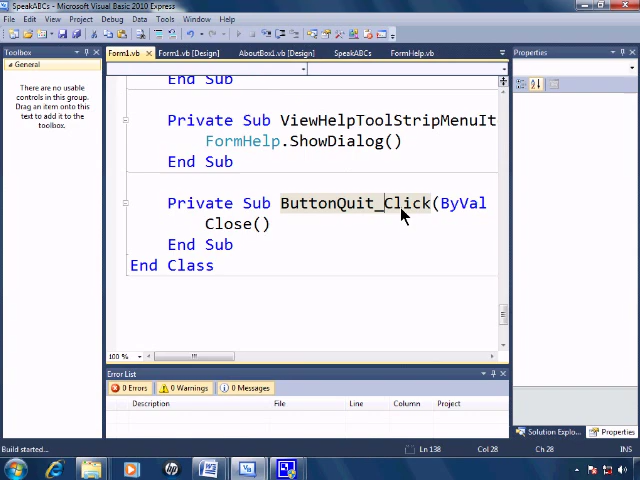 SpeakABCs - Microsoft Visual Basic 2010 Express
File Edit View Project Debug Data Tools Window Help
Toolbox
General
There are no usable
controls in this group.
Drag an item onto this
text to add it to the
toolbox.
Form1.vb Form1.vb [Design] AboutBox1.vb [Design] SpeakABCs FormHelp.vb
End Sub
Private Sub ViewHelpToolStripMenuIt
FormHelp.ShowDialog()
End Sub
Private Sub ButtonQuit_Click(ByVal
Close()
End Sub
End Class
100 %
Properties
Error List
0 Errors 0 Warnings 0 Messages
Description File Line Column Project
Solution Explo... Properties
Build started... Ln 138 Col 28 Ch 28